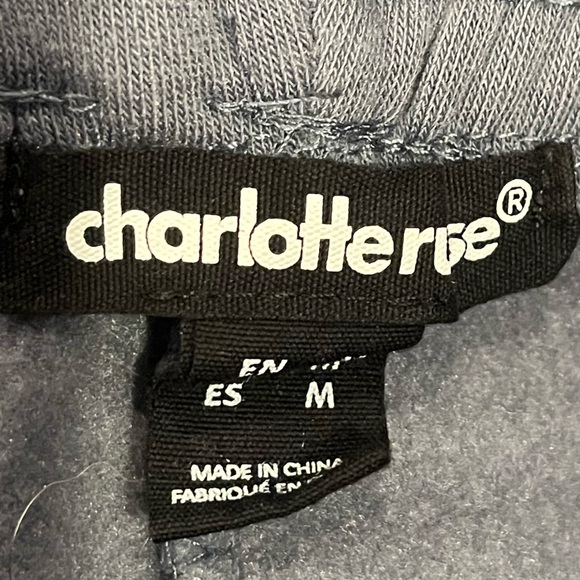 charlotte russe®
EN M
ES M
MADE IN CHINA
FABRIQUÉ EN